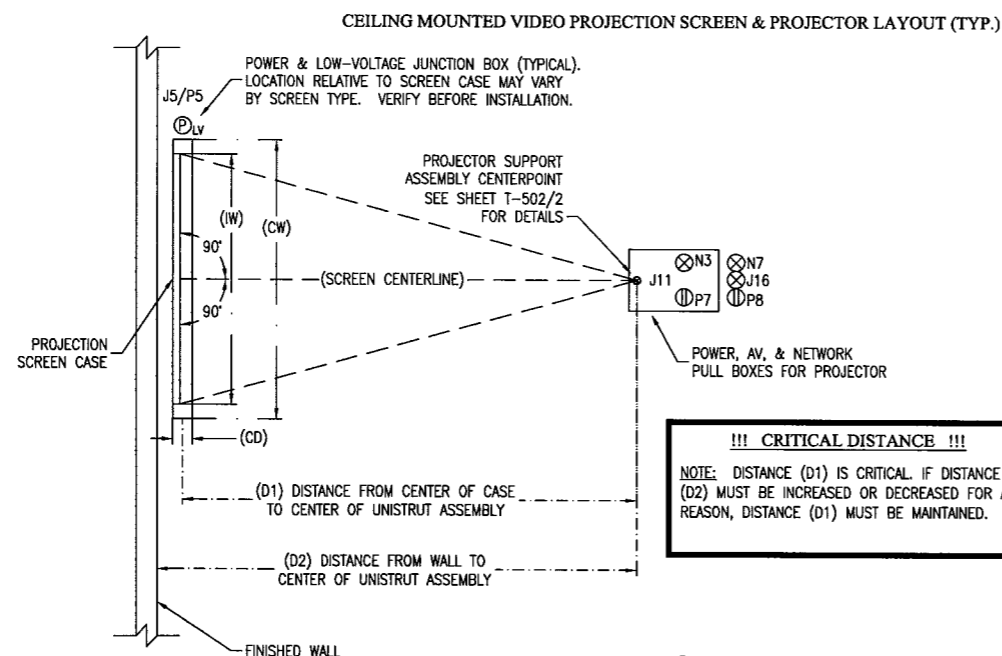 CEILING MOUNTED VIDEO PROJECTION SCREEN & PROJECTOR LAYOUT (TYP.)
POWER & LOW-VOLTAGE JUNCTION BOX (TYPICAL).
LOCATION RELATIVE TO SCREEN CASE MAY VARY
BY SCREEN TYPE. VERIFY BEFORE INSTALLATION.
J5/P5
P LV
PROJECTOR SUPPORT
ASSEMBLY CENTERPOINT
SEE SHEET T-502/2
FOR DETAILS
(IW)
(CW)
90°
(SCREEN CENTERLINE)
90°
N3
N7
J11
J16
P7
P8
PROJECTION
SCREEN CASE
POWER, AV, & NETWORK
PULL BOXES FOR PROJECTOR
(CD)
!!! CRITICAL DISTANCE !!!
NOTE: DISTANCE (D1) IS CRITICAL. IF DISTANCE
(D2) MUST BE INCREASED OR DECREASED FOR
REASON, DISTANCE (D1) MUST BE MAINTAINED.
(D1) DISTANCE FROM CENTER OF CASE
TO CENTER OF UNISTRUT ASSEMBLY
(D2) DISTANCE FROM WALL TO
CENTER OF UNISTRUT ASSEMBLY
FINISHED WALL